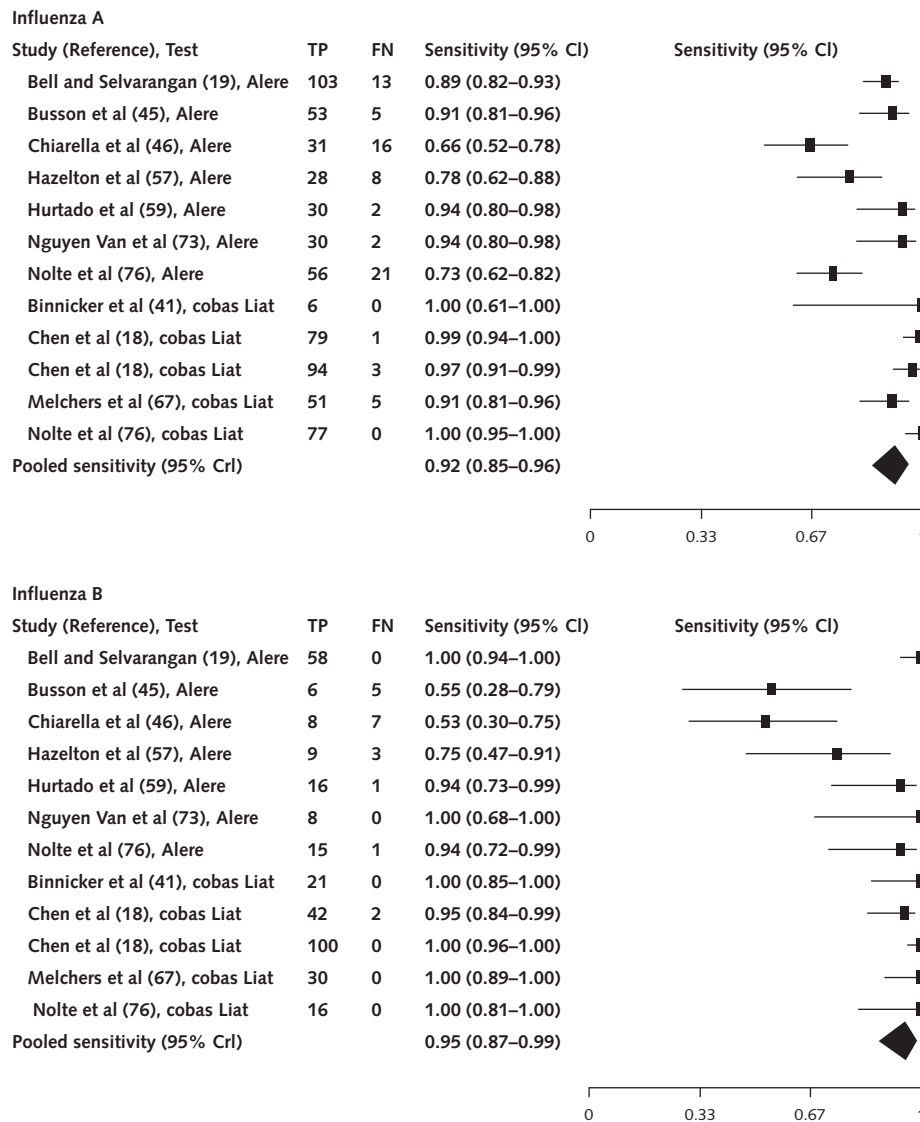 Influenza A
Study (Reference), Test TP FN Sensitivity (95% CI) Sensitivity (95% CI)
Bell and Selvarangan (19), Alere 103 13 0.89 (0.82–0.93)
Busson et al (45), Alere 53 5 0.91 (0.81–0.96)
Chiarella et al (46), Alere 31 16 0.66 (0.52–0.78)
Hazelton et al (57), Alere 28 8 0.78 (0.62–0.88)
Hurtado et al (59), Alere 30 2 0.94 (0.80–0.98)
Nguyen Van et al (73), Alere 30 2 0.94 (0.80–0.98)
Nolte et al (76), Alere 56 21 0.73 (0.62–0.82)
Binnicker et al (41), cobas Liat 6 0 1.00 (0.61–1.00)
Chen et al (18), cobas Liat 79 1 0.99 (0.94–1.00)
Chen et al (18), cobas Liat 94 3 0.97 (0.91–0.99)
Melchers et al (67), cobas Liat 51 5 0.91 (0.81–0.96)
Nolte et al (76), cobas Liat 77 0 1.00 (0.95–1.00)
Pooled sensitivity (95% CrI) 0.92 (0.85–0.96)
0 0.33 0.67
Influenza B
Study (Reference), Test TP FN Sensitivity (95% CI) Sensitivity (95% CI)
Bell and Selvarangan (19), Alere 58 0 1.00 (0.94–1.00)
Busson et al (45), Alere 6 5 0.55 (0.28–0.79)
Chiarella et al (46), Alere 8 7 0.53 (0.30–0.75)
Hazelton et al (57), Alere 9 3 0.75 (0.47–0.91)
Hurtado et al (59), Alere 16 1 0.94 (0.73–0.99)
Nguyen Van et al (73), Alere 8 0 1.00 (0.68–1.00)
Nolte et al (76), Alere 15 1 0.94 (0.72–0.99)
Binnicker et al (41), cobas Liat 21 0 1.00 (0.85–1.00)
Chen et al (18), cobas Liat 42 2 0.95 (0.84–0.99)
Chen et al (18), cobas Liat 100 0 1.00 (0.96–1.00)
Melchers et al (67), cobas Liat 30 0 1.00 (0.89–1.00)
Nolte et al (76), cobas Liat 16 0 1.00 (0.81–1.00)
Pooled sensitivity (95% CrI) 0.95 (0.87–0.99)
0 0.33 0.67